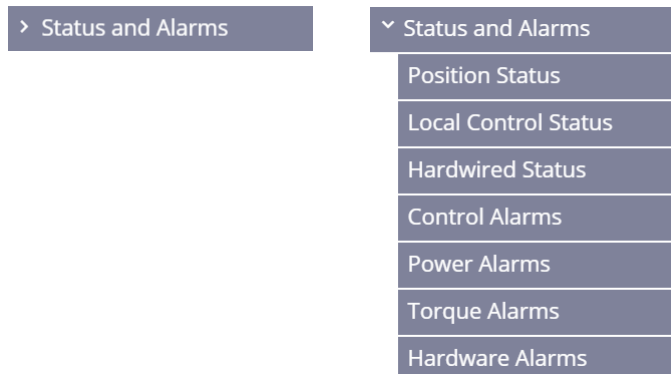 Status and Alarms
Status and Alarms
Position Status
Local Control Status
Hardwired Status
Control Alarms
Power Alarms
Torque Alarms
Hardware Alarms